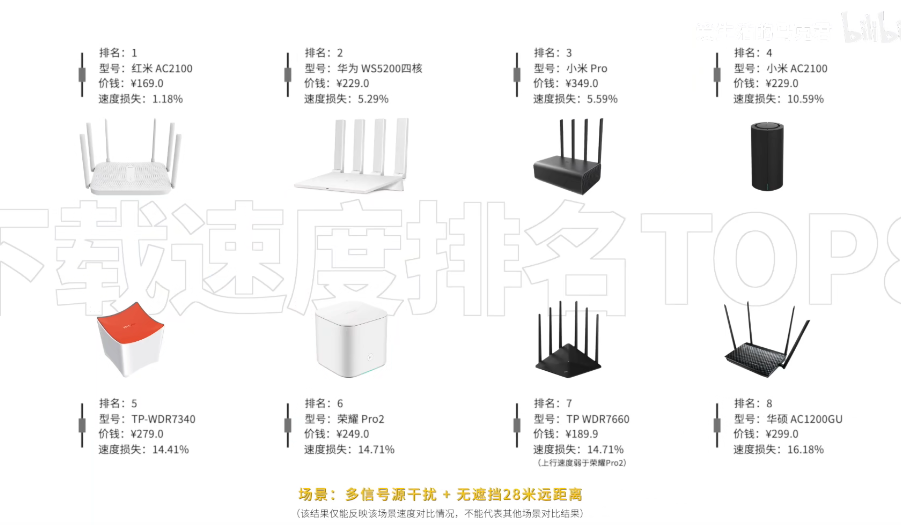 bilibili
排名：1
型号：红米 AC2100
价钱：¥169.0
速度损失：1.18%
排名：2
型号：华为 WS5200四核
价钱：¥229.0
速度损失：5.29%
排名：3
型号：小米 Pro
价钱：¥349.0
速度损失：5.59%
排名：4
型号：小米 AC2100
价钱：¥229.0
速度损失：10.59%
下载速度排名TOP8
排名：5
型号：TP-WDR7340
价钱：¥279.0
速度损失：14.41%
排名：6
型号：荣耀 Pro2
价钱：¥249.0
速度损失：14.71%
排名：7
型号：TP WDR7660
价钱：¥189.9
速度损失：14.71%
（上行速度弱于荣耀Pro2）
排名：8
型号：华硕 AC1200GU
价钱：¥299.0
速度损失：16.18%
场景：多信号源干扰 + 无遮挡28米远距离
（该结果仅能反映该场景速度对比情况，不能代表其他场景对比结果）